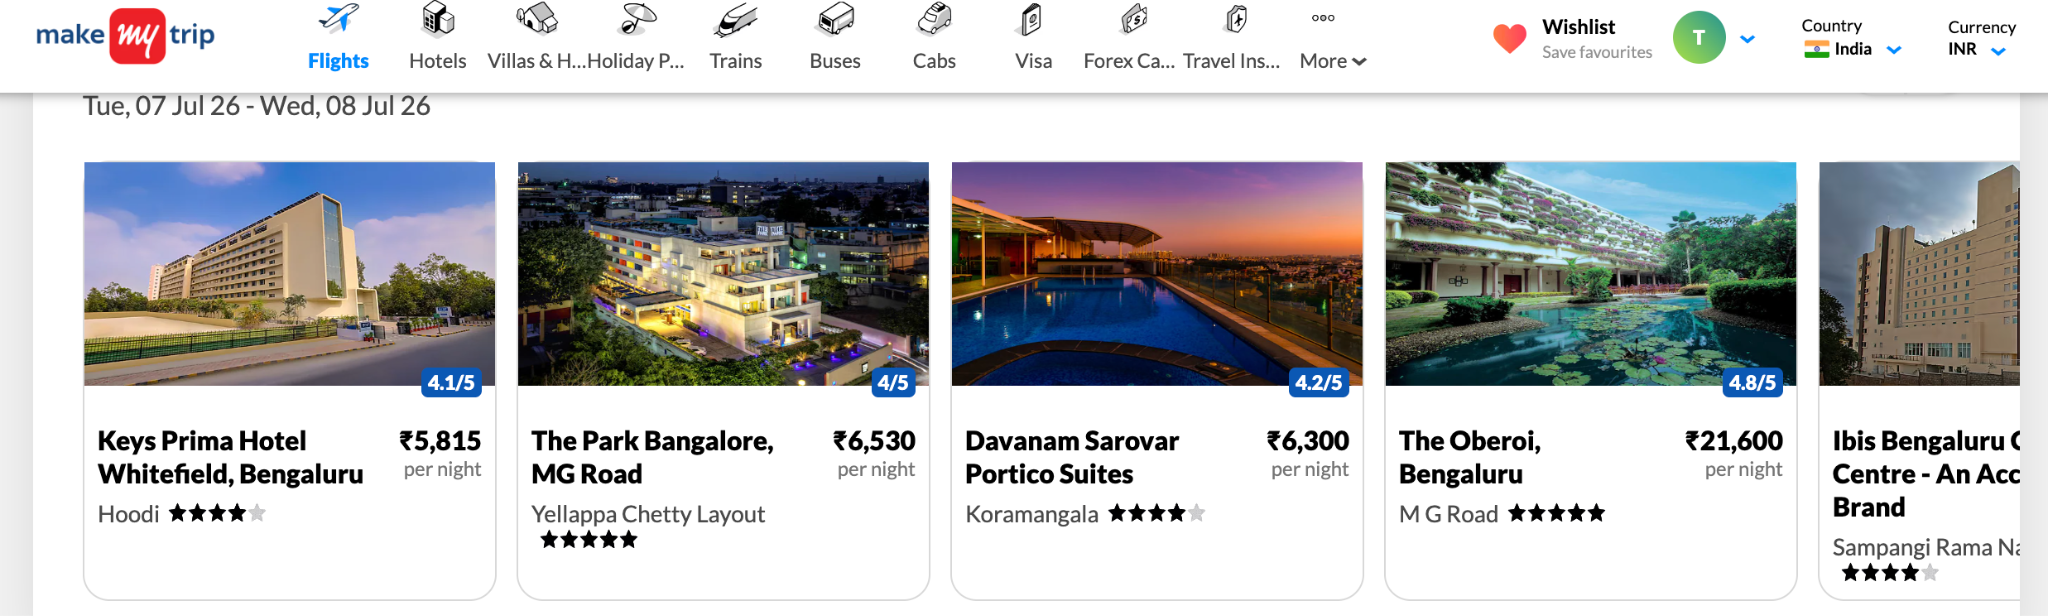 make my trip
Flights
Hotels
Villas & H...
Holiday P...
Trains
Buses
Cabs
Visa
Forex Ca...
Travel Ins...
More
Wishlist
Save favourites
T
Country
India
Currency
INR
Tue, 07 Jul 26 - Wed, 08 Jul 26
4.1/5
Keys Prima Hotel
Whitefield, Bengaluru
₹5,815
per night
Hoodi
4/5
The Park Bangalore,
MG Road
₹6,530
per night
Yellappa Chetty Layout
4.2/5
Davanam Sarovar
Portico Suites
₹6,300
per night
Koramangala
4.8/5
The Oberoi,
Bengaluru
₹21,600
per night
M G Road
Ibis Bengaluru
Centre - An
Brand
Sampangi Rama